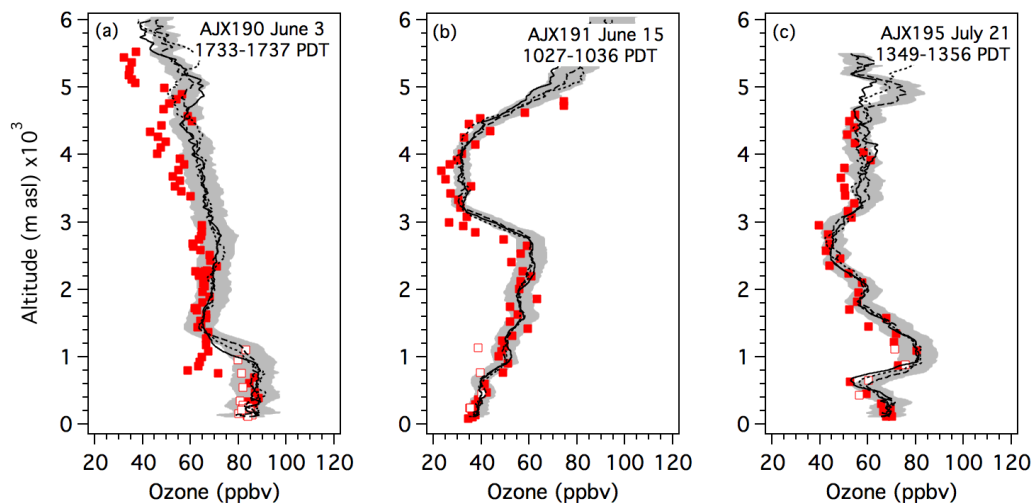 (a)
AJX190 June 3
1733-1737 PDT
(b)
AJX191 June 15
1027-1036 PDT
(c)
AJX195 July 21
1349-1356 PDT
Altitude (m asl) x10³
6
5
4
3
2
1
0
6
5
4
3
2
1
0
6
5
4
3
2
1
0
20 40 60 80 100 120
20 40 60 80 100 120
20 40 60 80 100 120
Ozone (ppbv)
Ozone (ppbv)
Ozone (ppbv)